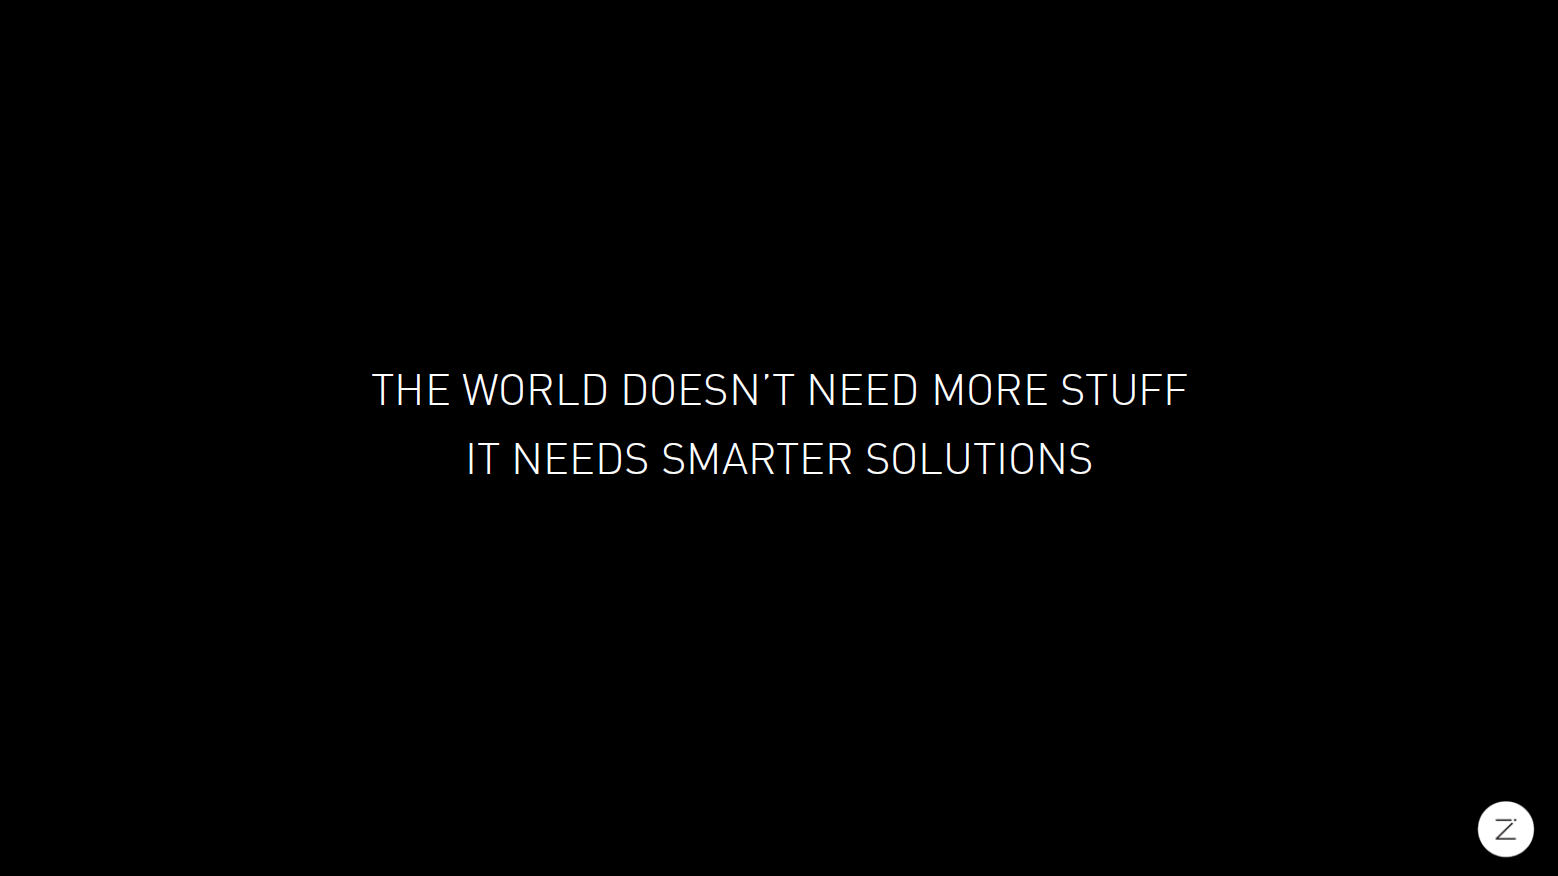 THE WORLD DOESN’T NEED MORE STUFF
IT NEEDS SMARTER SOLUTIONS